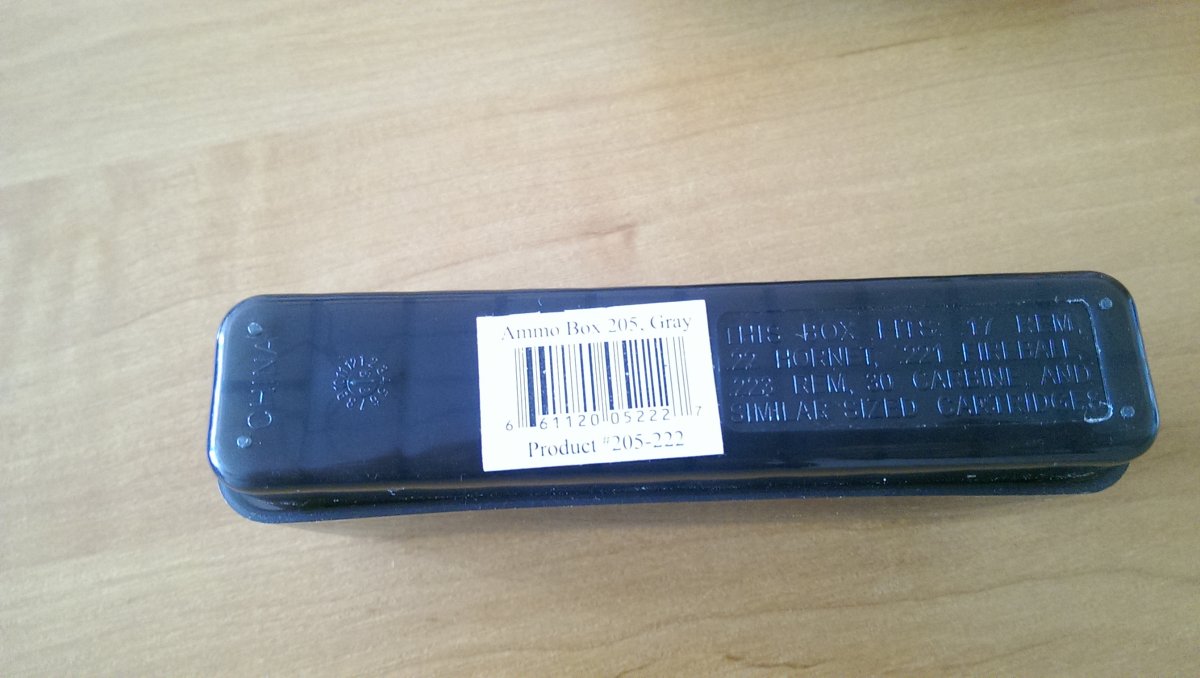 CHINA
Ammo Box 205, Gray
6 61120 05222 7
Product #205-222
THIS BOX FITS: 17 REM,
22 HORNET, .221 FIREBALL,
.223 REM, 30 CARBINE, AND
SIMILAR SIZED CARTRIDGES